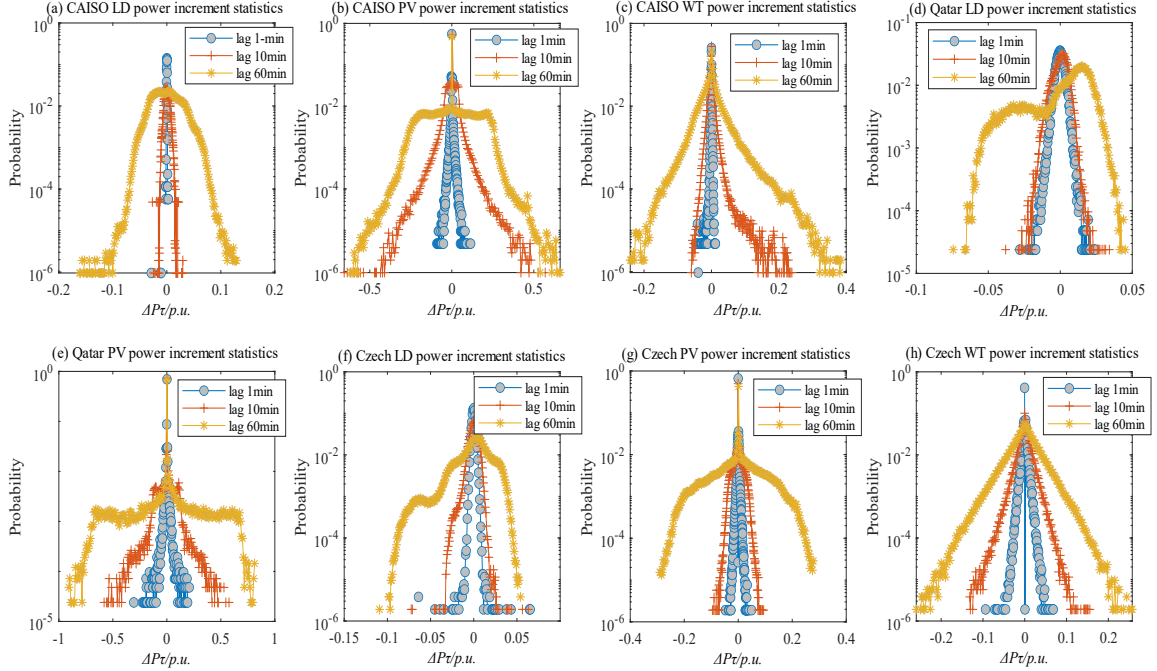 (a) CAISO LD power increment statistics
10^0
10^-2
10^-4
10^-6
Probability
-0.2
-0.1
0
0.1
0.2
ΔPτ/p.u.
lag 1-min
lag 10min
lag 60min
(b) CAISO PV power increment statistics
10^0
10^-2
10^-4
10^-6
Probability
-0.5
0
0.5
ΔPτ/p.u.
lag 1min
lag 10min
lag 60min
(c) CAISO WT power increment statistics
10^0
10^-2
10^-4
10^-6
Probability
-0.2
0
0.2
0.4
ΔPτ/p.u.
lag 1min
lag 10min
lag 60min
(d) Qatar LD power increment statistics
10^-1
10^-2
10^-3
10^-4
10^-5
Probability
-0.1
-0.05
0
0.05
ΔPτ/p.u.
lag 1min
lag 10min
lag 60min
(e) Qatar PV power increment statistics
10^0
10^-5
Probability
-1
-0.5
0
0.5
1
ΔPτ/p.u.
lag 1min
lag 10min
lag 60min
(f) Czech LD power increment statistics
10^0
10^-2
10^-4
10^-6
Probability
-0.15
-0.1
-0.05
0
0.05
ΔPτ/p.u.
lag 1min
lag 10min
lag 60min
(g) Czech PV power increment statistics
10^0
10^-2
10^-4
10^-6
Probability
-0.4
-0.2
0
0.2
0.4
ΔPτ/p.u.
lag 1min
lag 10min
lag 60min
(h) Czech WT power increment statistics
10^0
10^-2
10^-4
10^-6
Probability
-0.2
-0.1
0
0.1
0.2
ΔPτ/p.u.
lag 1min
lag 10min
lag 60min